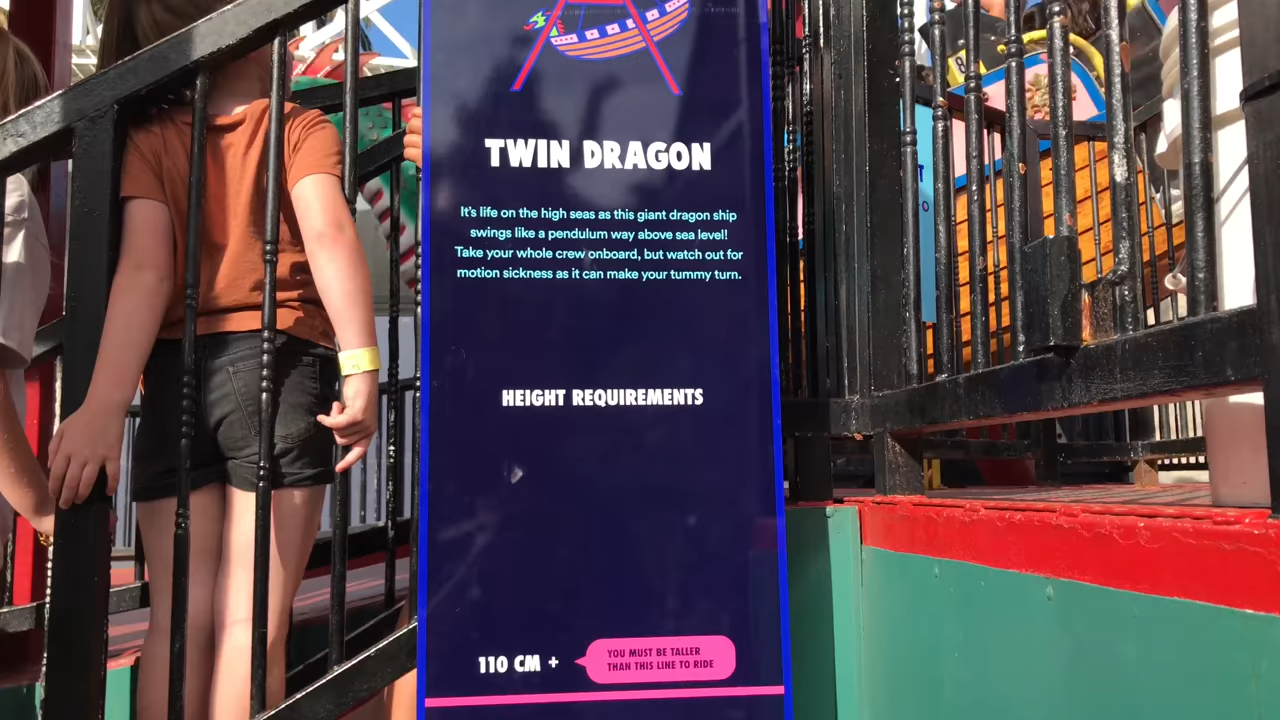 TWIN DRAGON
It's life on the high seas as this giant dragon ship
swings like a pendulum way above sea level!
Take your whole crew onboard, but watch out for
motion sickness as it can make your tummy turn.
HEIGHT REQUIREMENTS
110 CM +
YOU MUST BE TALLER
THAN THIS LINE TO RIDE
8